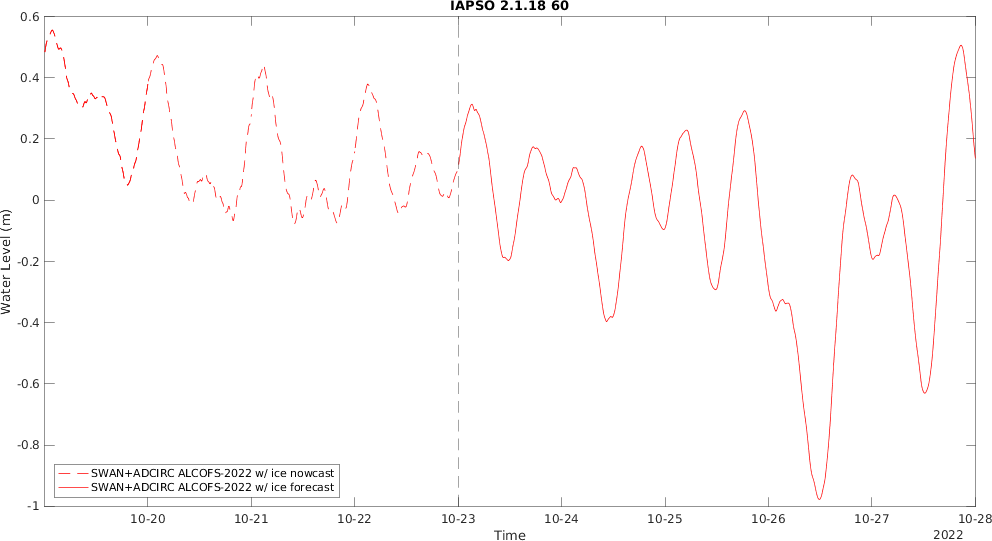 IAPSO 2.1.18 60
0.6
0.4
0.2
0
-0.2
-0.4
-0.6
-0.8
-1
Water Level (m)
SWAN+ADCIRC ALCOFS-2022 w/ ice nowcast
SWAN+ADCIRC ALCOFS-2022 w/ ice forecast
10-20 10-21 10-22 10-23 10-24 10-25 10-26 10-27 10-28
Time
2022